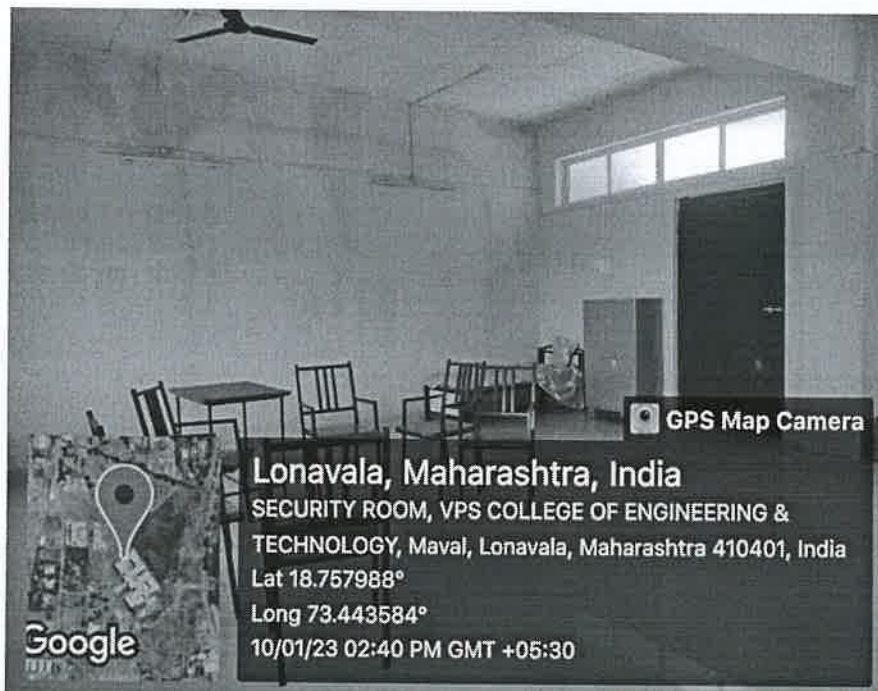 GPS Map Camera
Lonavala, Maharashtra, India
SECURITY ROOM, VPS COLLEGE OF ENGINEERING &
TECHNOLOGY, Maval, Lonavala, Maharashtra 410401, India
Lat 18.757988°
Long 73.443584°
10/01/23 02:40 PM GMT +05:30
Google